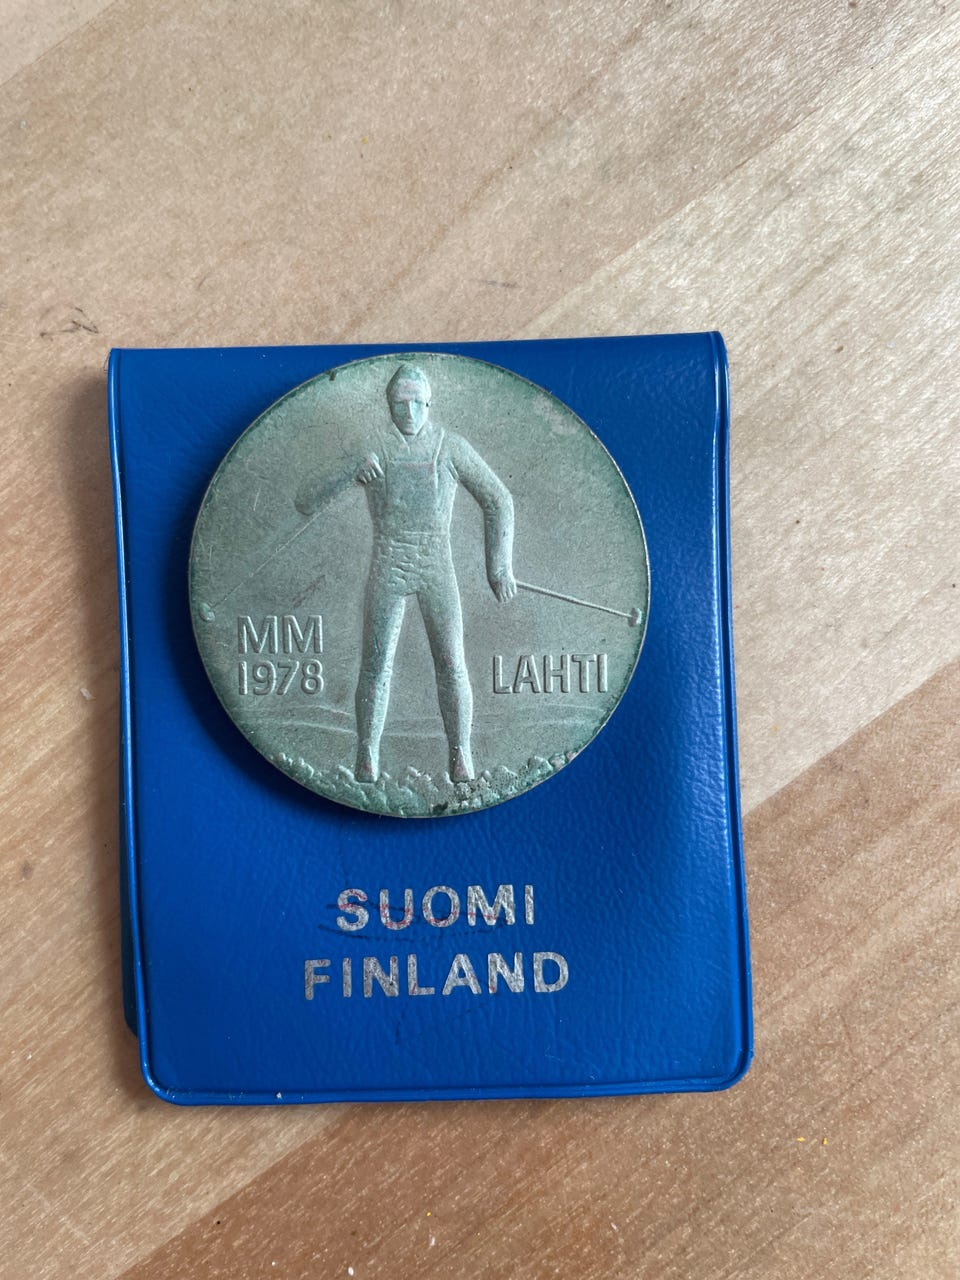 MM
1978
LAHTI
SUOMI
FINLAND